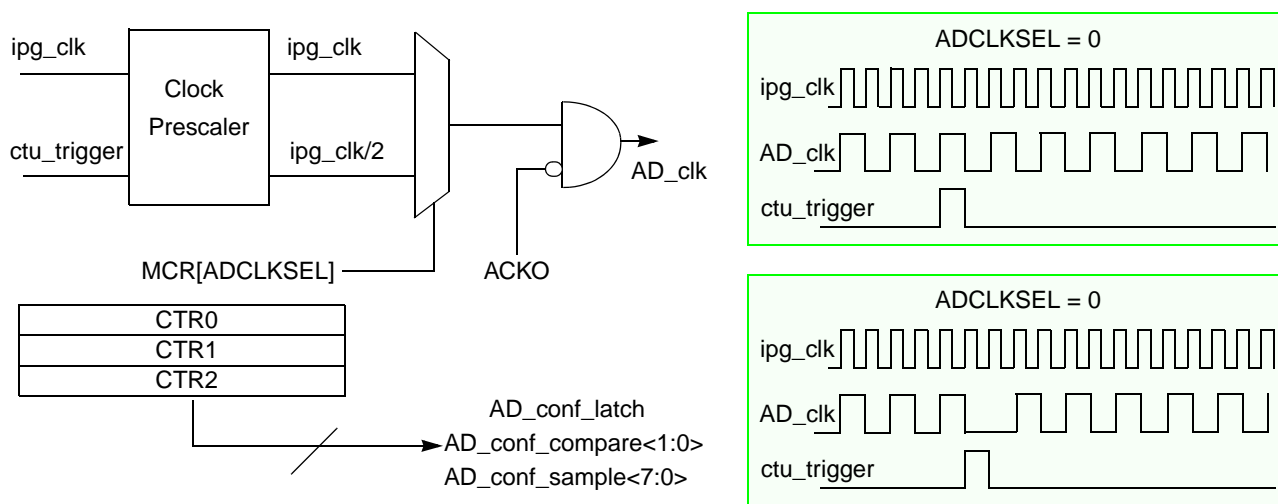 ipg_clk
ipg_clk
Clock
Prescaler
ctu_trigger
ipg_clk/2
AD_clk
MCR[ADCLKSEL]
ACKO
CTR0
CTR1
CTR2
AD_conf_latch
AD_conf_compare<1:0>
AD_conf_sample<7:0>
ADCLKSEL = 0
ipg_clk
AD_clk
ctu_trigger
ADCLKSEL = 0
ipg_clk
AD_clk
ctu_trigger